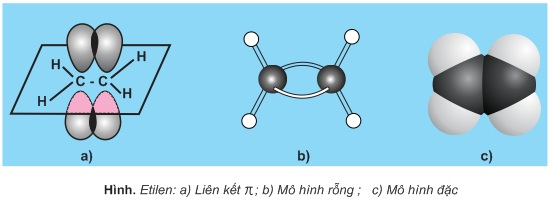 H
H
C - C
H
H
a)
b)
c)
Hình. Etilen: a) Liên kết π; b) Mô hình rỗng ; c) Mô hình đặc